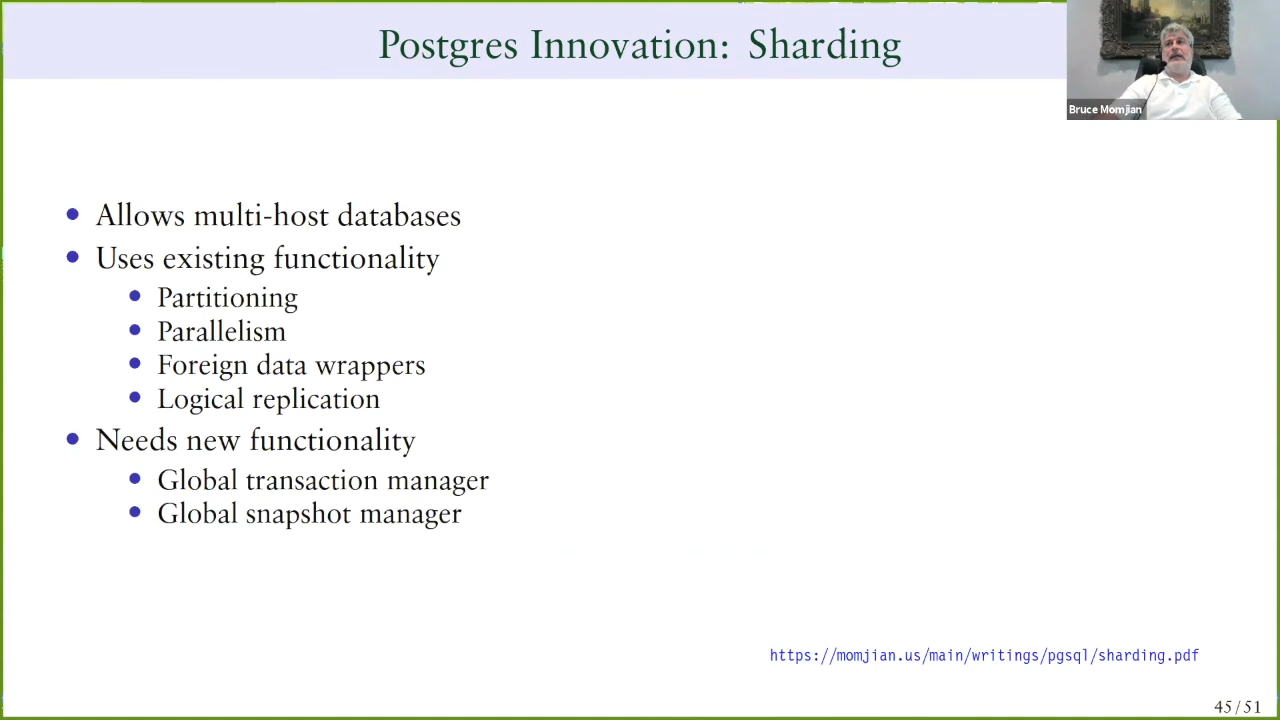 Postgres Innovation: Sharding
Bruce Momjian
• Allows multi-host databases
• Uses existing functionality
• Partitioning
• Parallelism
• Foreign data wrappers
• Logical replication
• Needs new functionality
• Global transaction manager
• Global snapshot manager
https://momjian.us/main/writings/pgsql/sharding.pdf
45/51